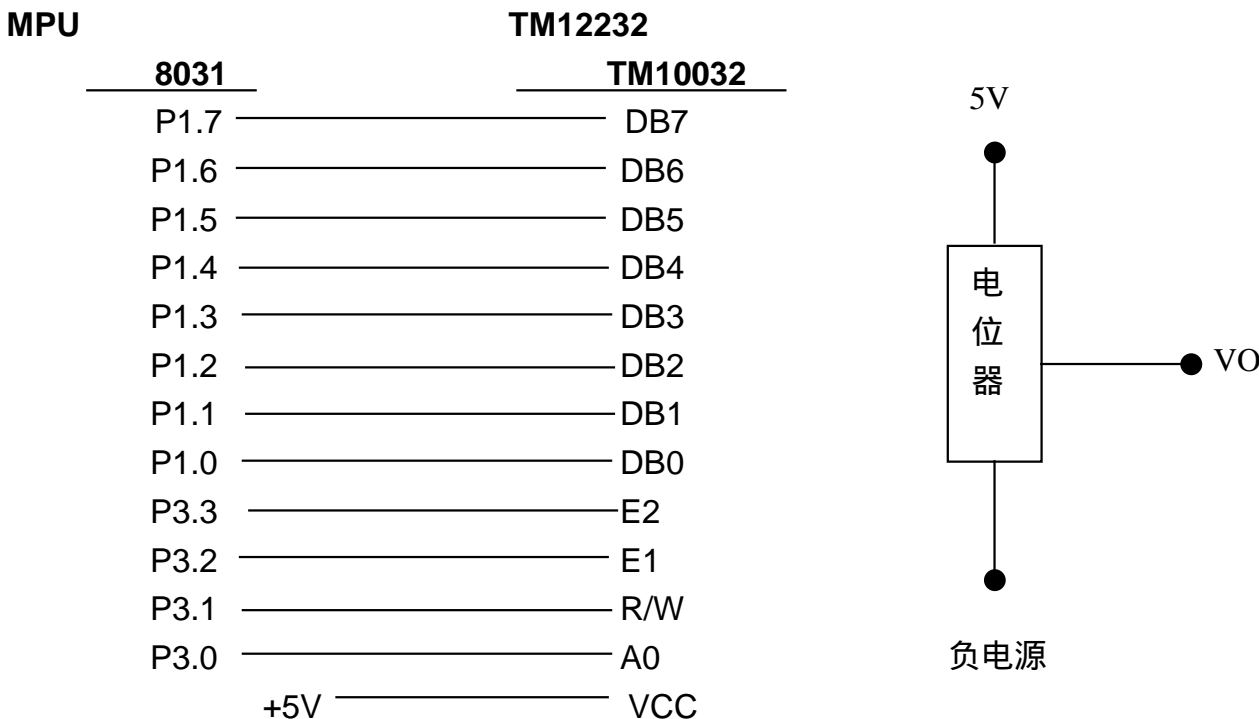 MPU TM12232
8031 TM10032
P1.7 DB7
P1.6 DB6
P1.5 DB5
P1.4 DB4
P1.3 DB3
P1.2 DB2
P1.1 DB1
P1.0 DB0
P3.3 E2
P3.2 E1
P3.1 R/W
P3.0 A0
+5V VCC
5V
电
位
器
VO
负电源